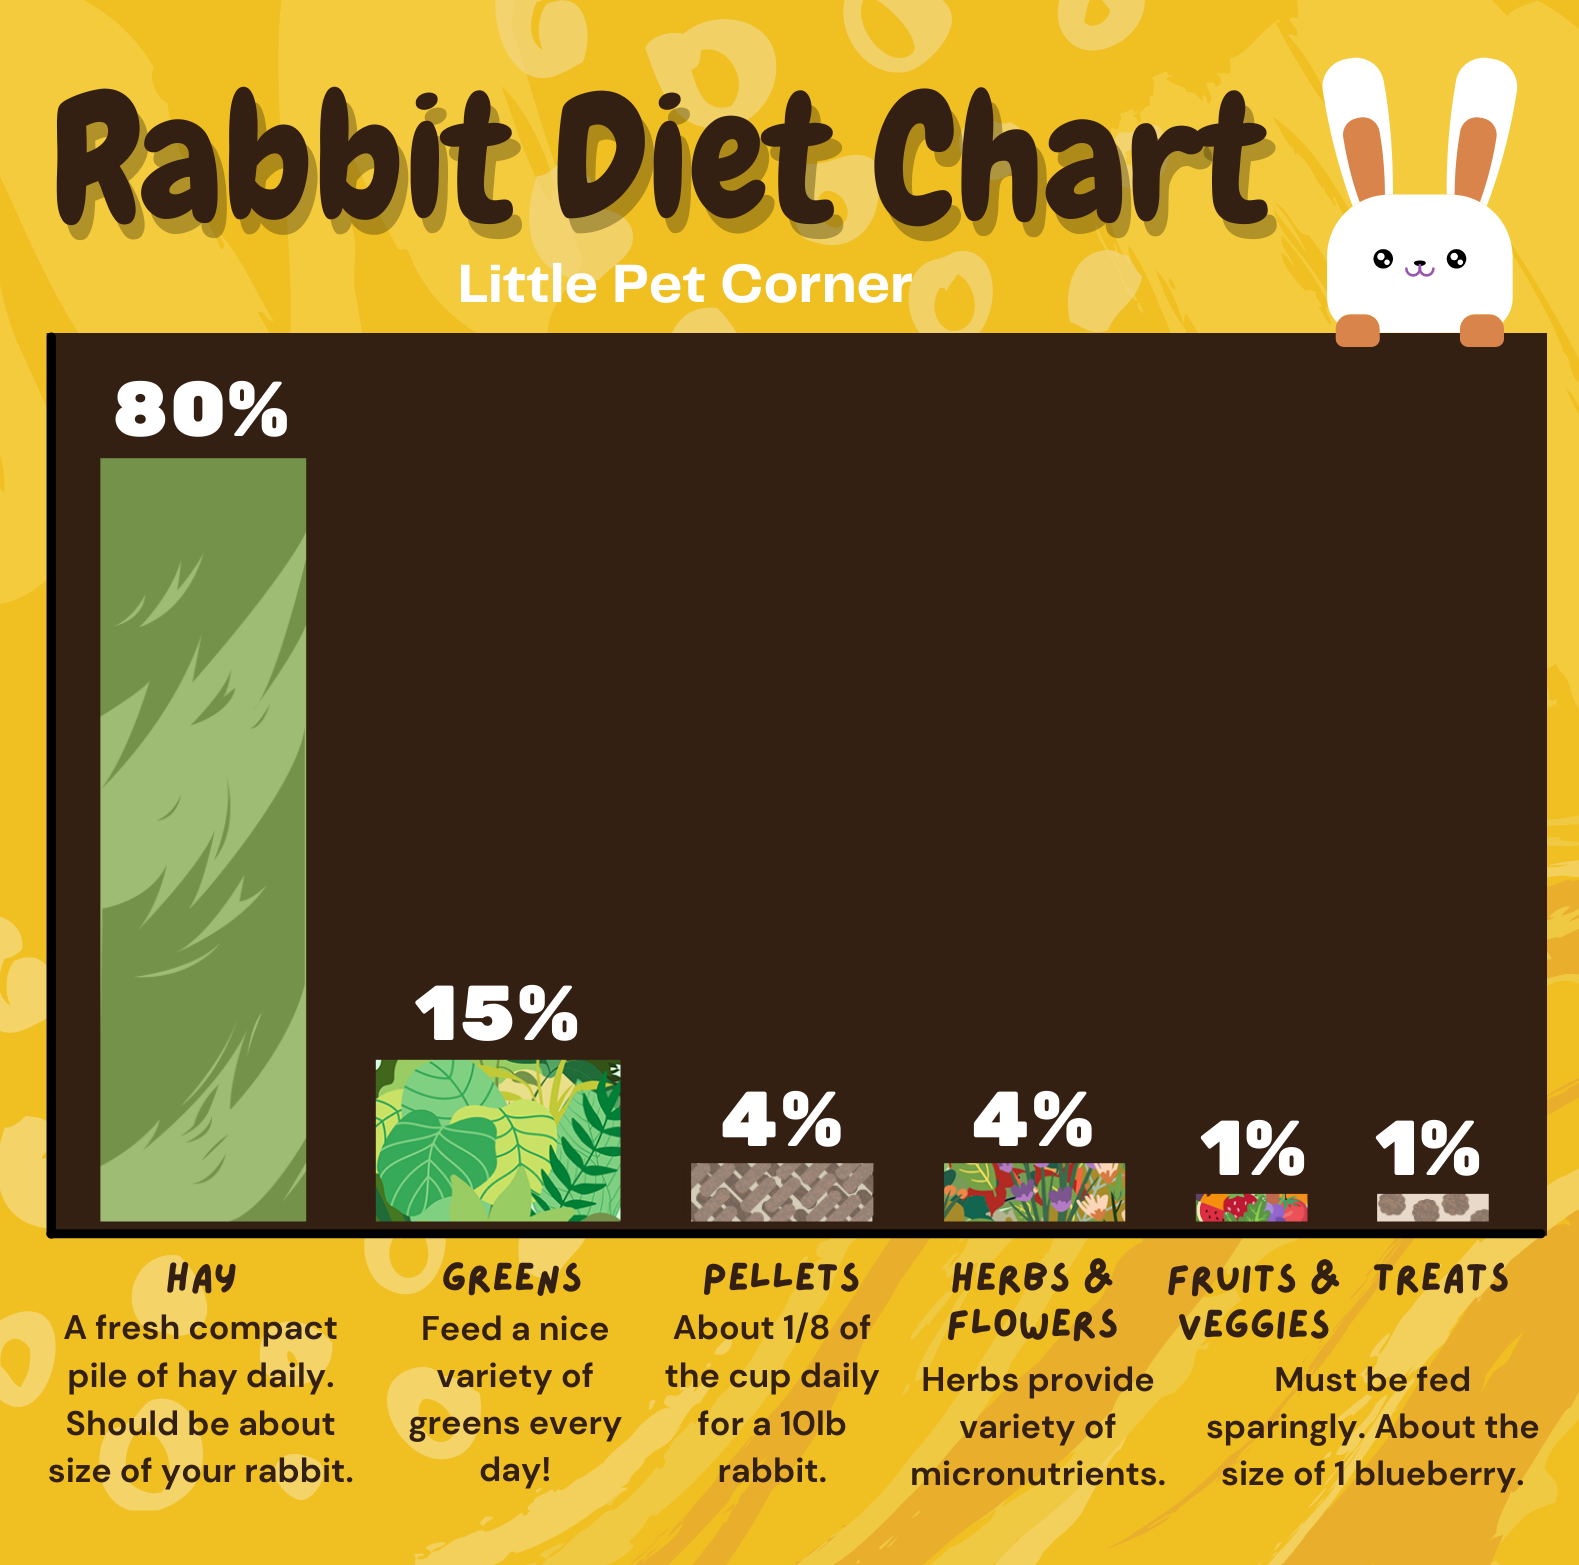 Rabbit Diet Chart
Little Pet Corner
80%
15%
4%
4%
1%
1%
HAY
A fresh compact
pile of hay daily.
Should be about
size of your rabbit.
GREENS
Feed a nice
variety of
greens every
day!
PELLETS
About 1/8 of
the cup daily
for a 10lb
rabbit.
HERBS &
FLOWERS
Herbs provide
variety of
micronutrients.
FRUITS &
VEGGIES
TREATS
Must be fed
sparingly. About the
size of 1 blueberry.